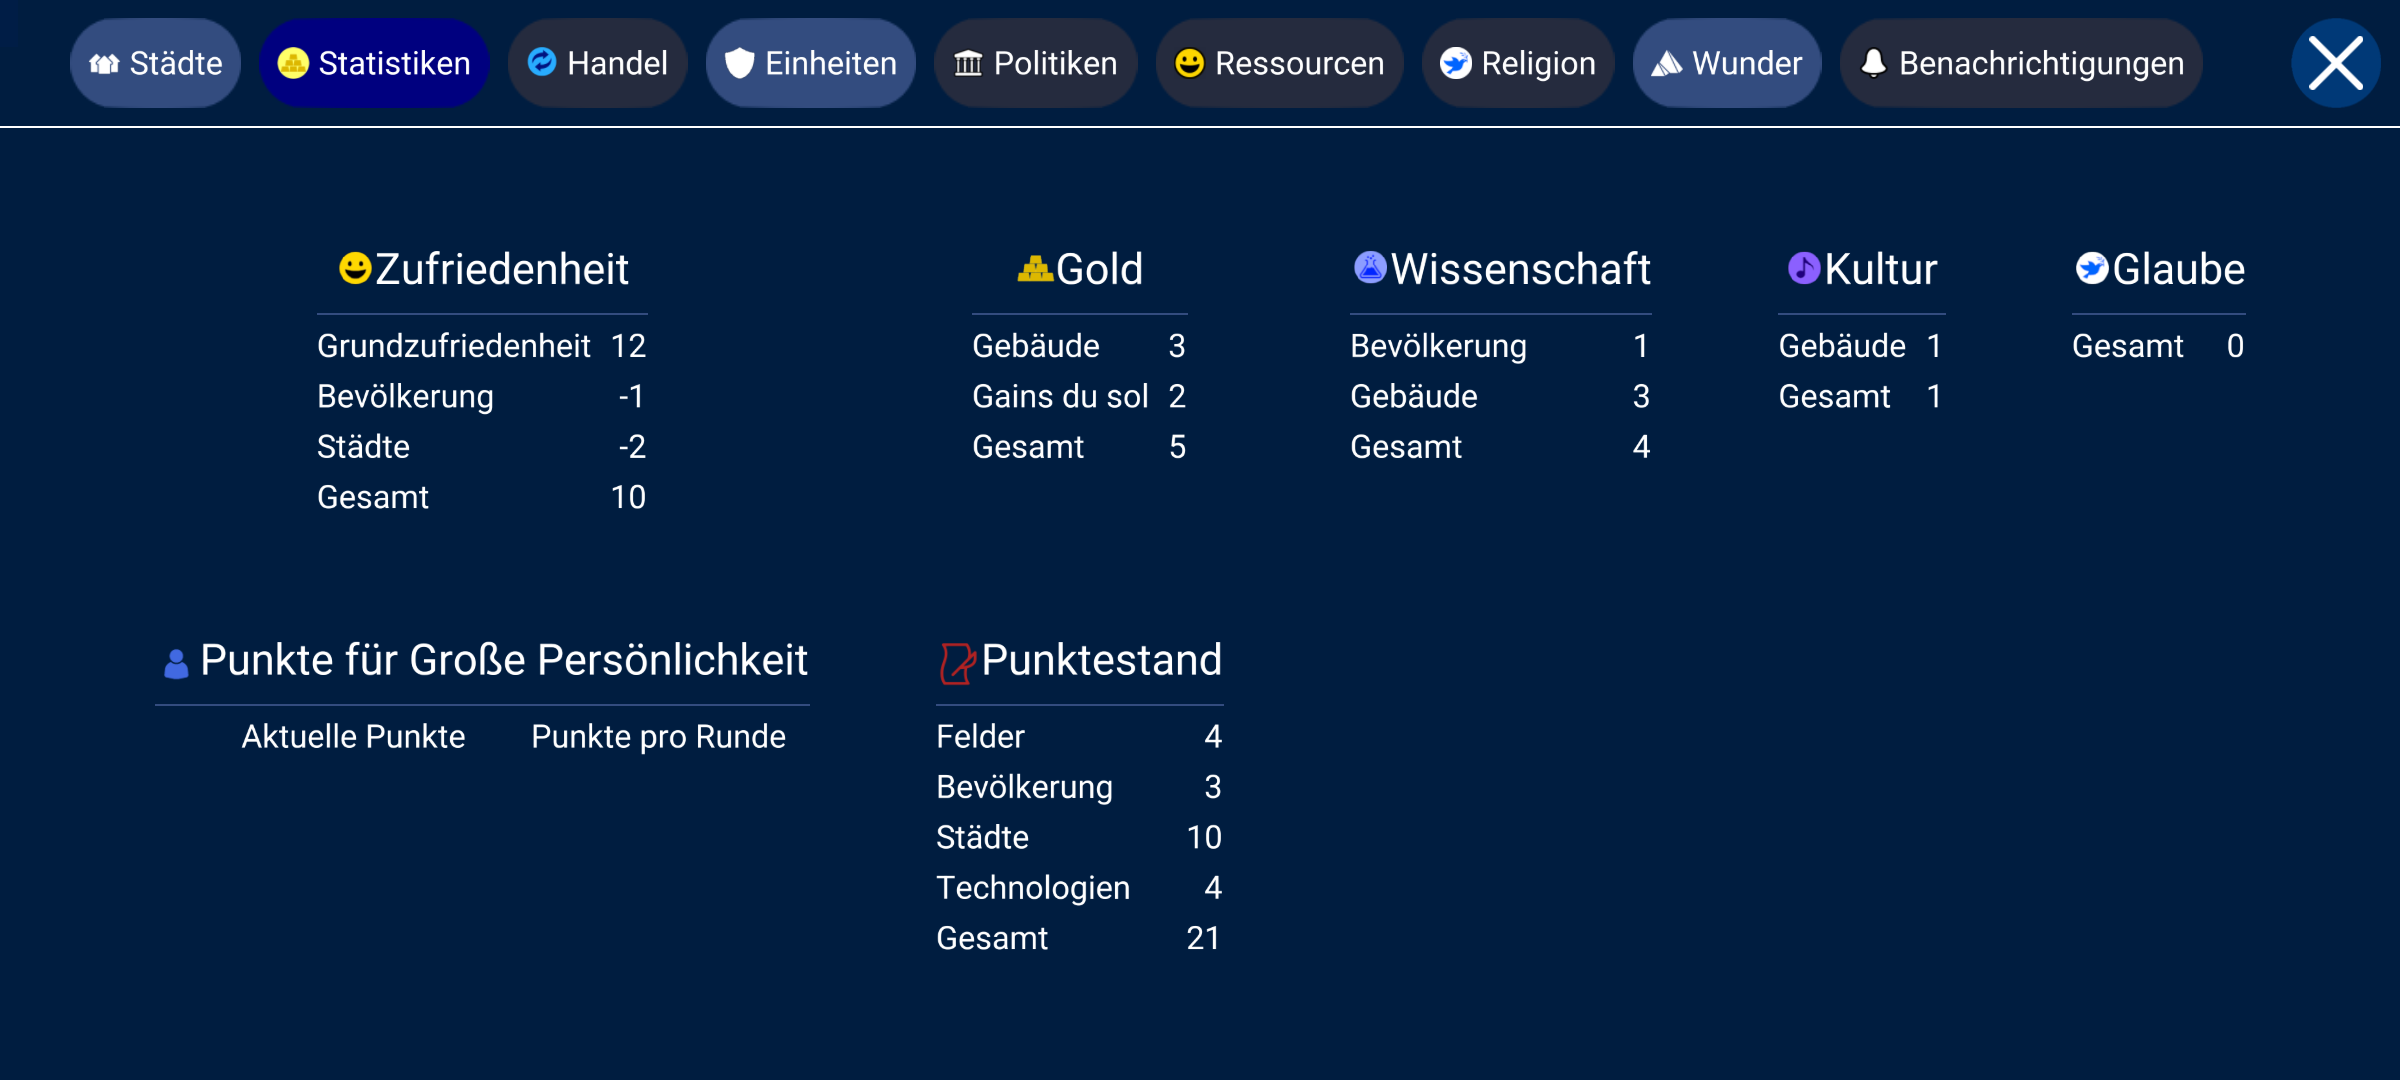 Städte Statistiken Handel Einheiten Politiken Ressourcen Religion Wunder Benachrichtigungen
Zufriedenheit
Grundzufriedenheit 12
Bevölkerung -1
Städte -2
Gesamt 10
Gold
Gebäude 3
Gains du sol 2
Gesamt 5
Wissenschaft
Bevölkerung 1
Gebäude 3
Gesamt 4
Kultur
Gebäude 1
Gesamt 1
Glaube
Gesamt 0
Punkte für Große Persönlichkeit
Aktuelle Punkte Punkte pro Runde
Punktestand
Felder 4
Bevölkerung 3
Städte 10
Technologien 4
Gesamt 21